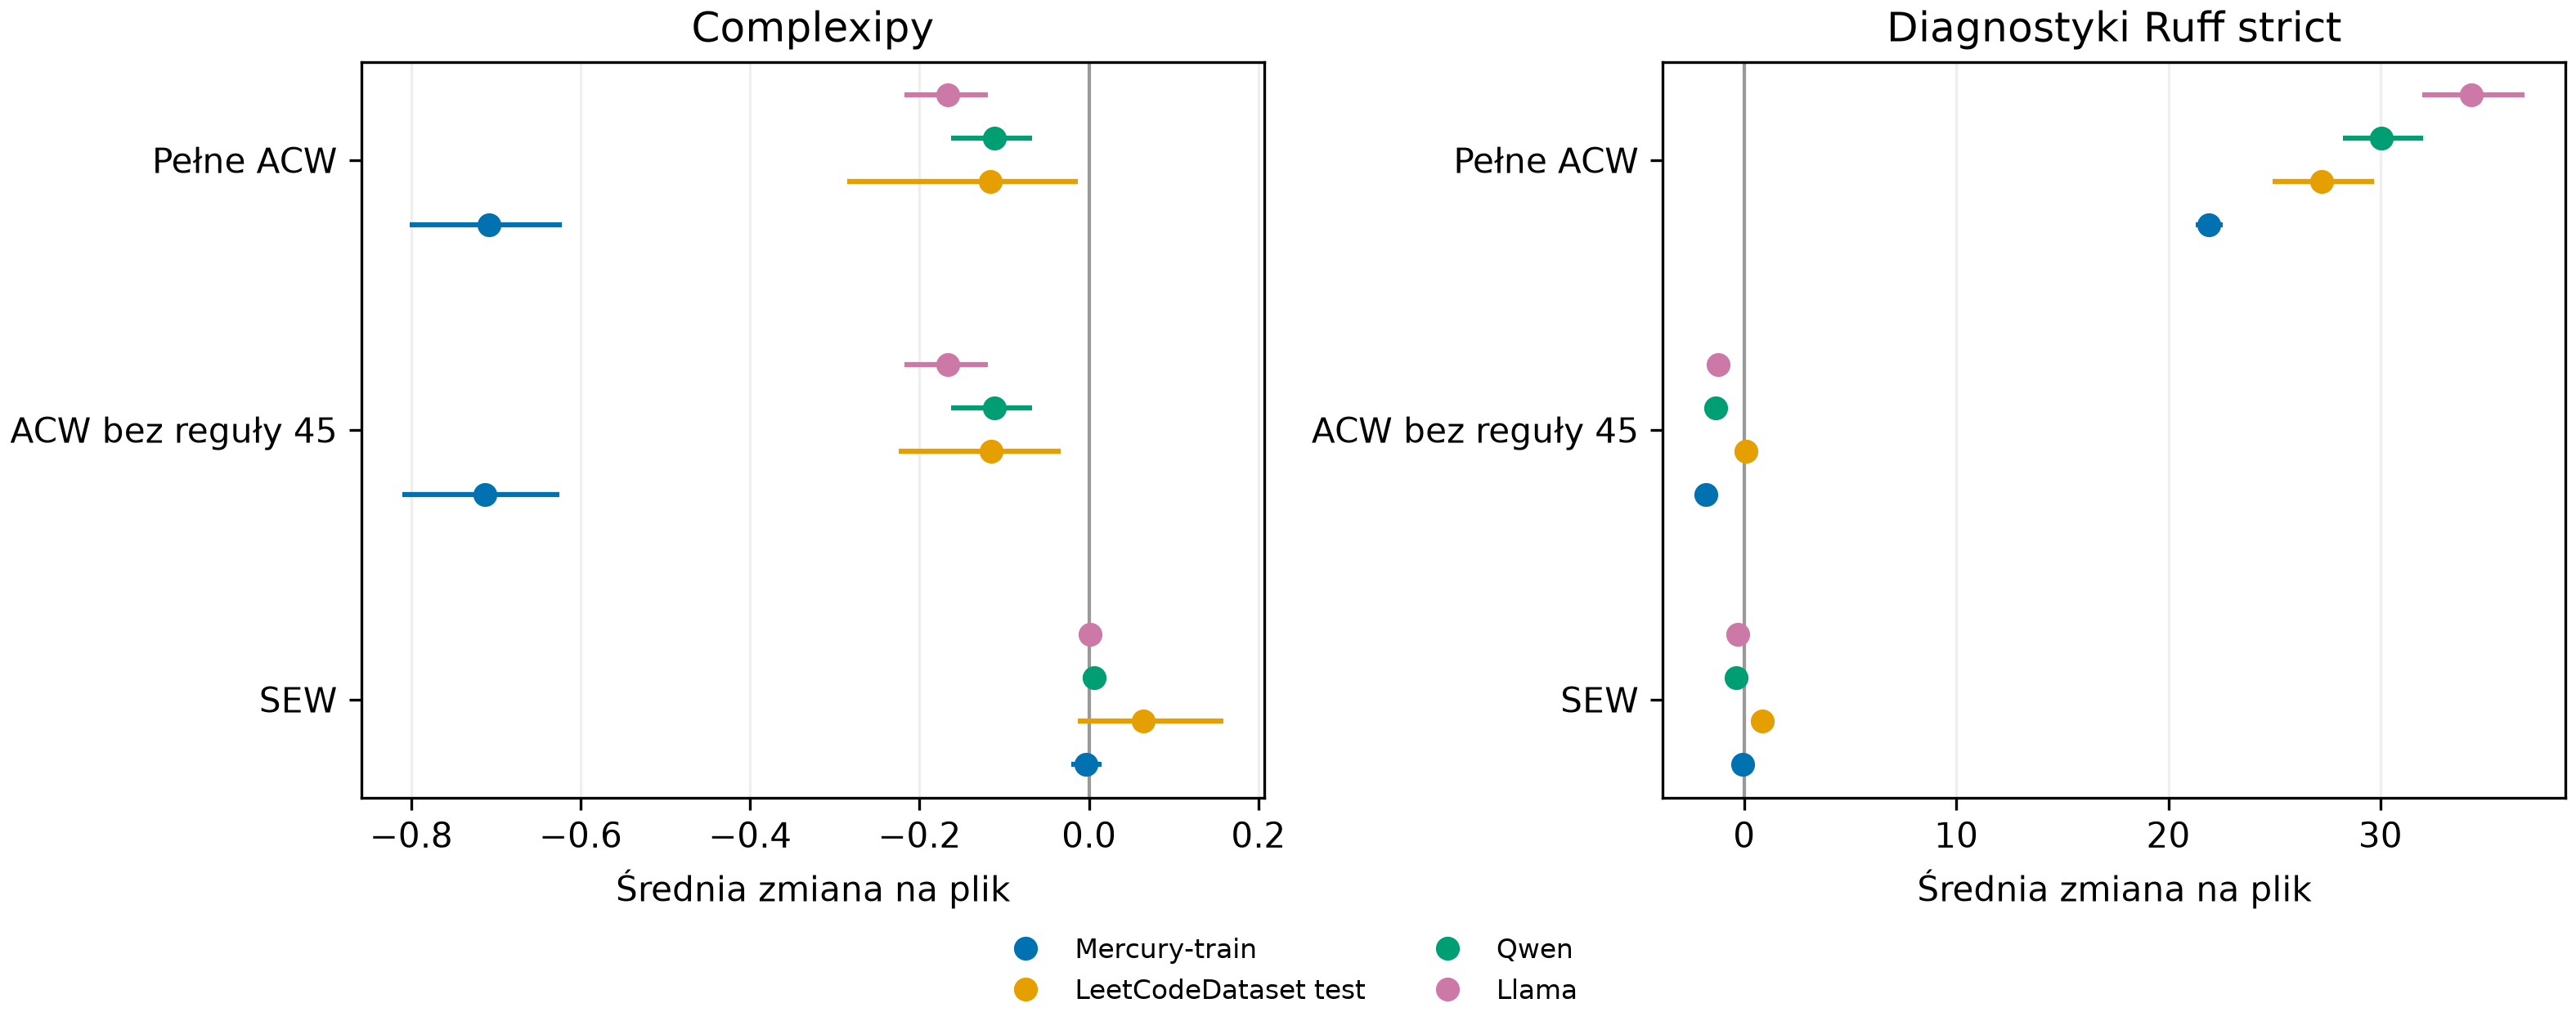 Complexipy
Pełne ACW
ACW bez reguły 45
SEW
−0.8 −0.6 −0.4 −0.2 0.0 0.2
Średnia zmiana na plik
Diagnostyki Ruff strict
Pełne ACW
ACW bez reguły 45
SEW
0 10 20 30
Średnia zmiana na plik
Mercury-train
LeetCodeDataset test
Qwen
Llama